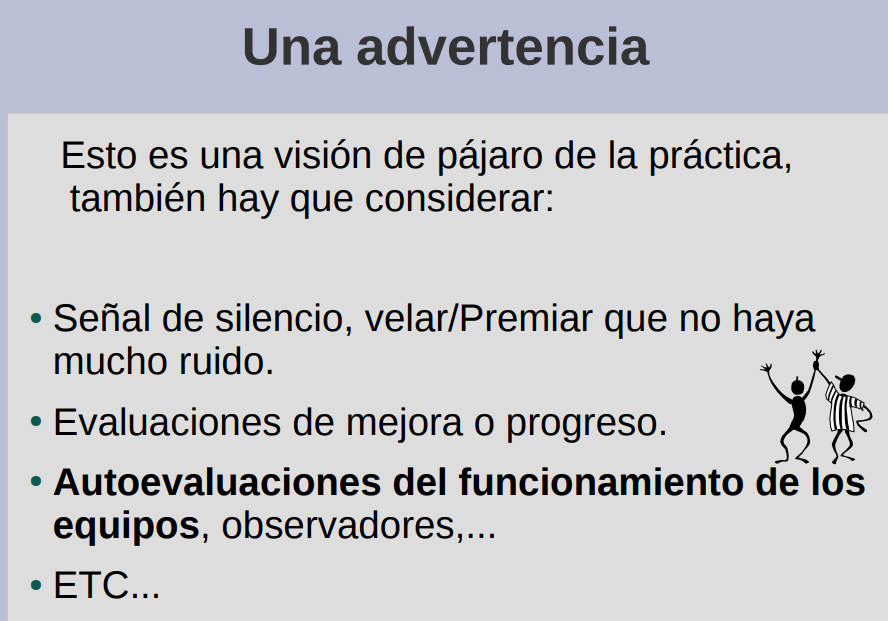 Una advertencia
Esto es una visión de pájaro de la práctica,
también hay que considerar:
• Señal de silencio, velar/Premiar que no haya
mucho ruido.
• Evaluaciones de mejora o progreso.
• Autoevaluaciones del funcionamiento de los
equipos, observadores,...
• ETC...